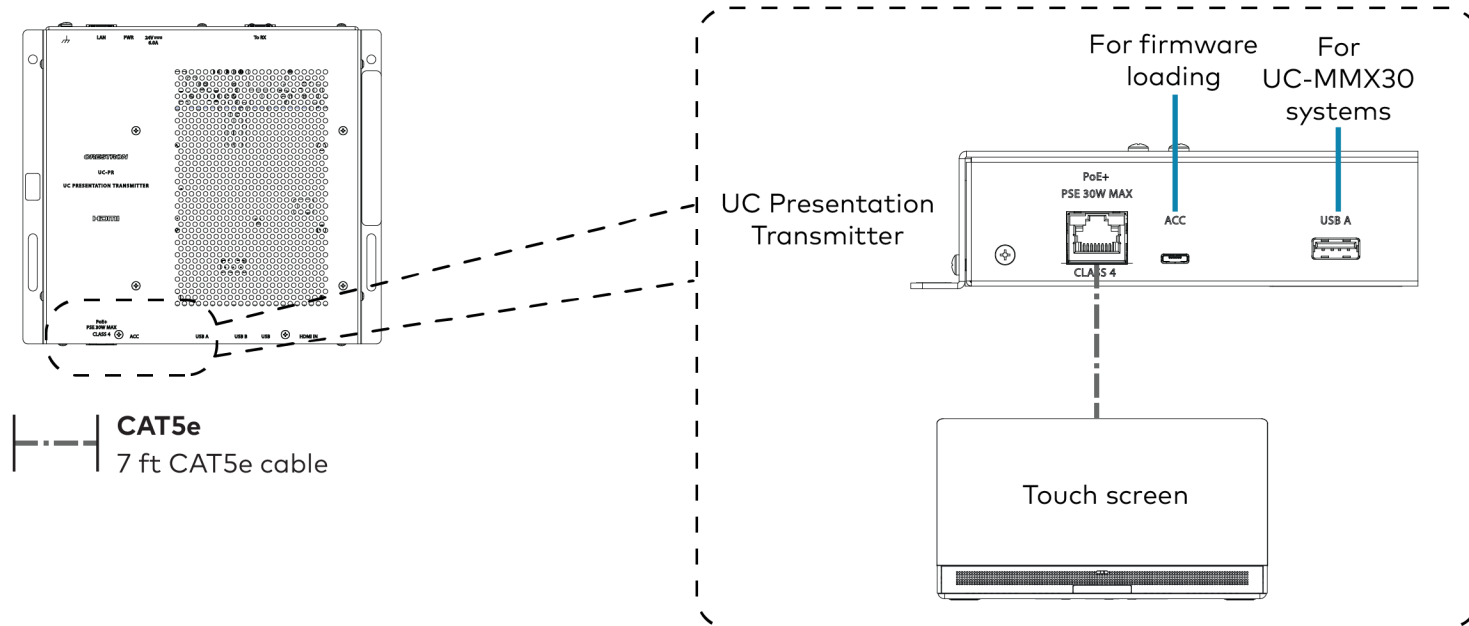 LAN PWR 24V 6.0A To RX
CRESTRON
UC-PR
UC PRESENTATION TRANSMITTER
HDMI
PoE+
PSE 30W MAX
CLASS 4
ACC
USB A
USB B
USB
HDMI IN
CAT5e
7 ft CAT5e cable
For firmware
loading
For
UC-MMX30
systems
UC Presentation
Transmitter
PoE+
PSE 30W MAX
CLASS 4
ACC
USB A
Touch screen